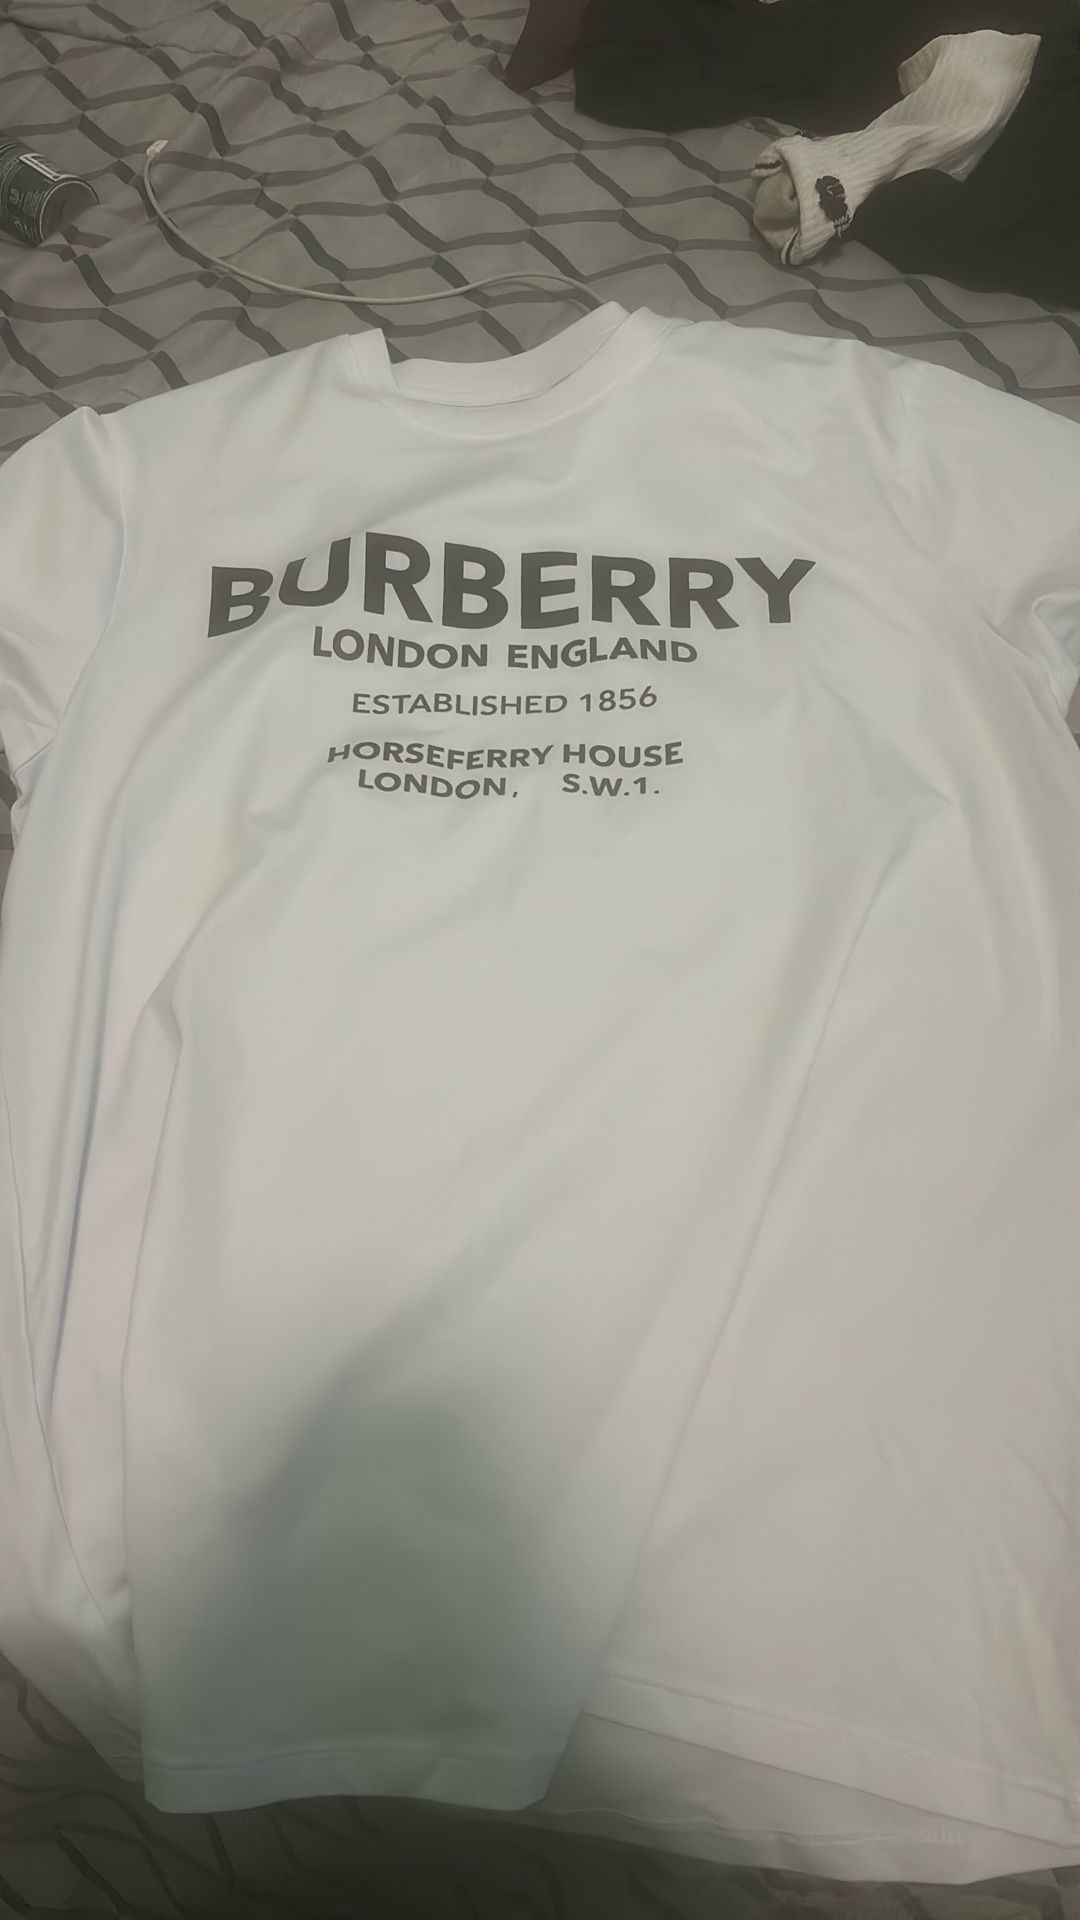 BURBERRY
LONDON ENGLAND
ESTABLISHED 1856
HORSEFERRY HOUSE
LONDON, S.W.1.